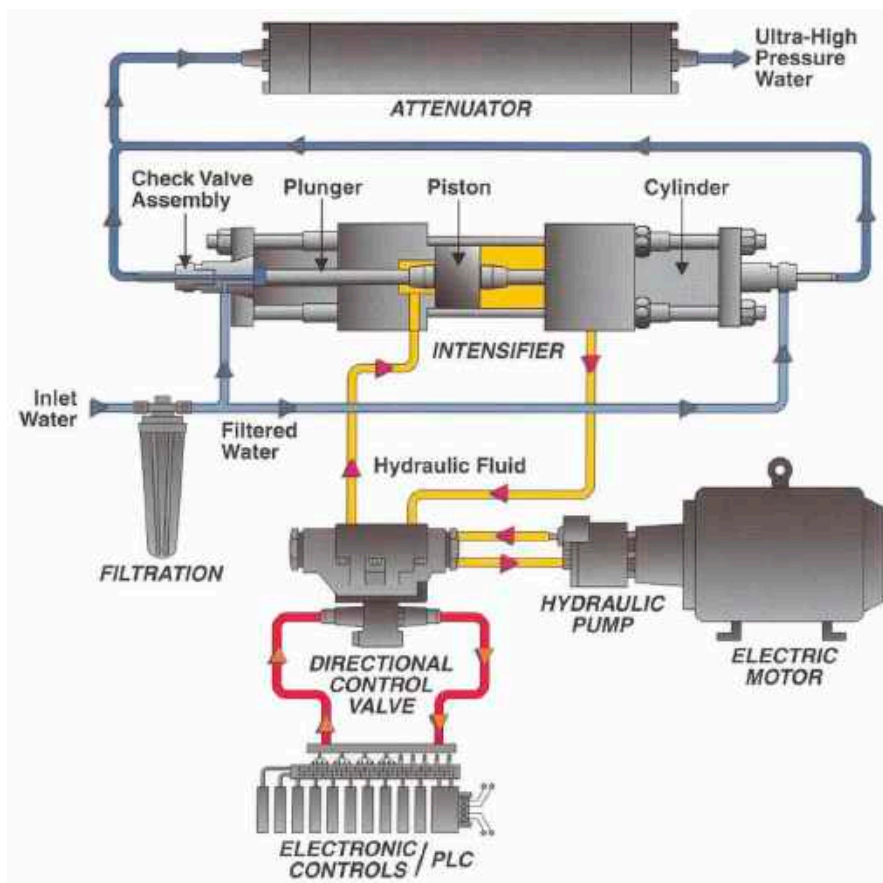 Ultra-High
Pressure
Water
ATTENUATOR
Check Valve
Assembly
Plunger
Piston
Cylinder
INTENSIFIER
Inlet
Water
Filtered
Water
Hydraulic Fluid
FILTRATION
HYDRAULIC
PUMP
ELECTRIC
MOTOR
DIRECTIONAL
CONTROL
VALVE
ELECTRONIC
CONTROLS / PLC